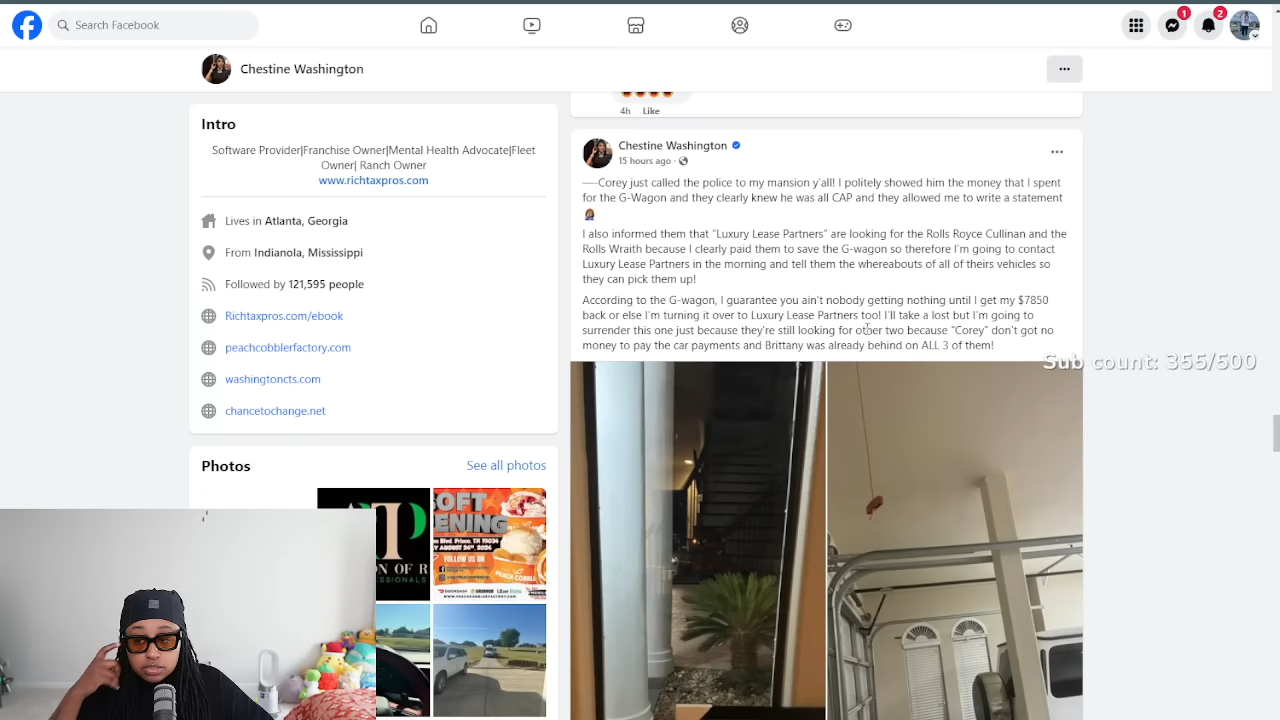 Search Facebook
1
2
Chestine Washington
Intro
Software Provider|Franchise Owner|Mental Health Advocate|Fleet
Owner| Ranch Owner
www.richtaxpros.com
Lives in Atlanta, Georgia
From Indianola, Mississippi
Followed by 121,595 people
Richtaxpros.com/ebook
peachcobblerfactory.com
washingtoncts.com
chancetochange.net
Photos
See all photos
4h Like
Chestine Washington
15 hours ago ·
—-Corey just called the police to my mansion y'all! I politely showed him the money that I spent
for the G-Wagon and they clearly knew he was all CAP and they allowed me to write a statement
I also informed them that “Luxury Lease Partners” are looking for the Rolls Royce Cullinan and the
Rolls Wraith because I clearly paid them to save the G-wagon so therefore I'm going to contact
Luxury Lease Partners in the morning and tell them the whereabouts of all of theirs vehicles so
they can pick them up!
According to the G-wagon, I guarantee you ain't nobody getting nothing until I get my $7850
back or else I'm turning it over to Luxury Lease Partners too! I'll take a lost but I'm going to
surrender this one just because they're still looking for other two because “Corey” don't got no
money to pay the car payments and Brittany was already behind on ALL 3 of them!
Sub count: 355/500
FOLLOW US ON